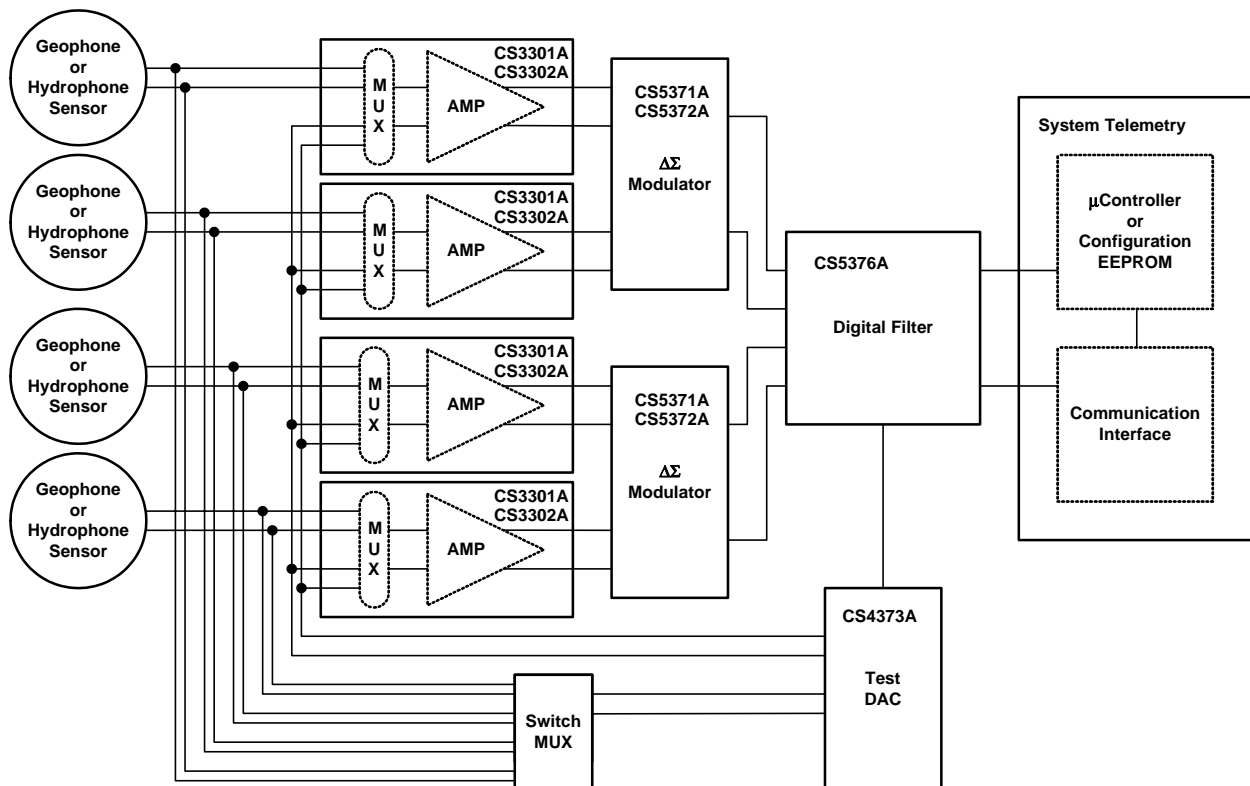 Geophone
or
Hydrophone
Sensor
CS3301A
CS3302A
M
U
X
AMP
CS5371A
CS5372A
ΔΣ
Modulator
Geophone
or
Hydrophone
Sensor
CS3301A
CS3302A
M
U
X
AMP
Geophone
or
Hydrophone
Sensor
CS3301A
CS3302A
M
U
X
AMP
CS5371A
CS5372A
ΔΣ
Modulator
Geophone
or
Hydrophone
Sensor
CS3301A
CS3302A
M
U
X
AMP
CS5376A
Digital Filter
System Telemetry
μController
or
Configuration
EEPROM
Communication
Interface
CS4373A
Test
DAC
Switch
MUX